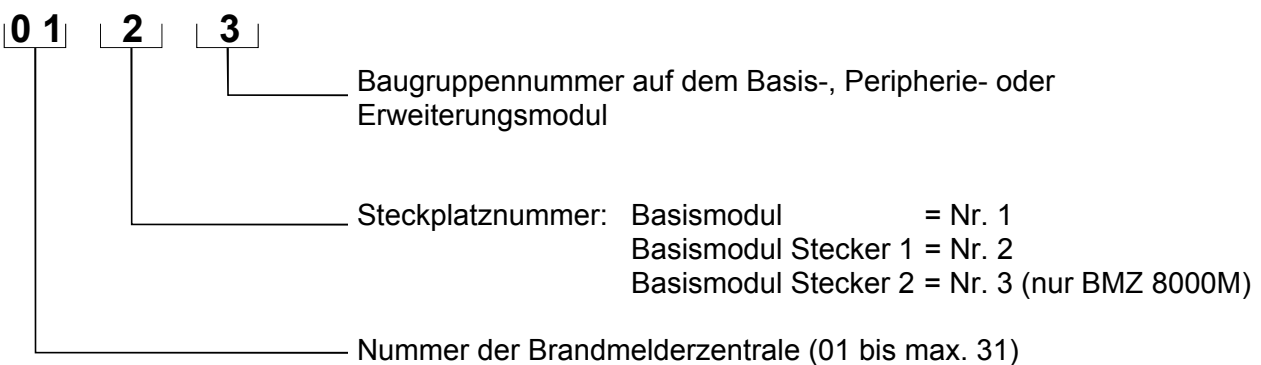 0 1 2 3
Baugruppennummer auf dem Basis-, Peripherie- oder
Erweiterungsmodul
Steckplatznummer: Basismodul = Nr. 1
Basismodul Stecker 1 = Nr. 2
Basismodul Stecker 2 = Nr. 3 (nur BMZ 8000M)
Nummer der Brandmelderzentrale (01 bis max. 31)